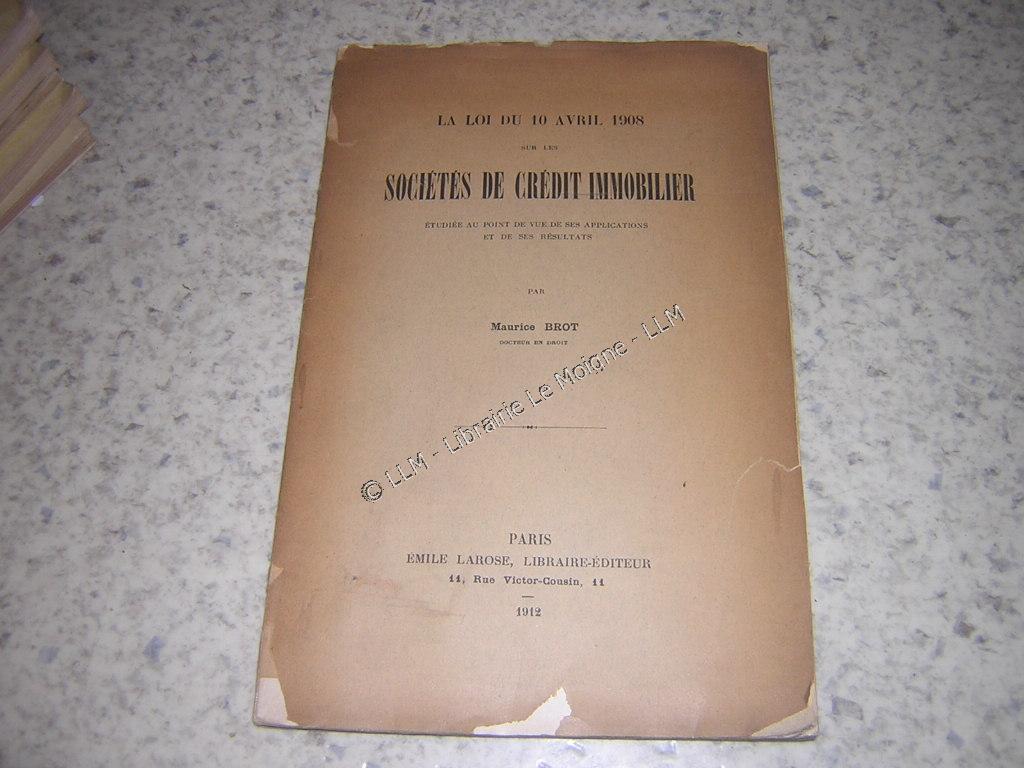 LA LOI DU 10 AVRIL 1908
SUR LES
SOCIÉTÉS DE CRÉDIT IMMOBILIER
ÉTUDIÉE AU POINT DE VUE DE SES APPLICATIONS
ET DE SES RÉSULTATS
PAR
Maurice BROT
DOCTEUR EN DROIT
© LLM - Librairie Le Moigne - LLM
PARIS
ÉMILE LAROSE, LIBRAIRE-ÉDITEUR
11, Rue Victor-Cousin, 11
1912